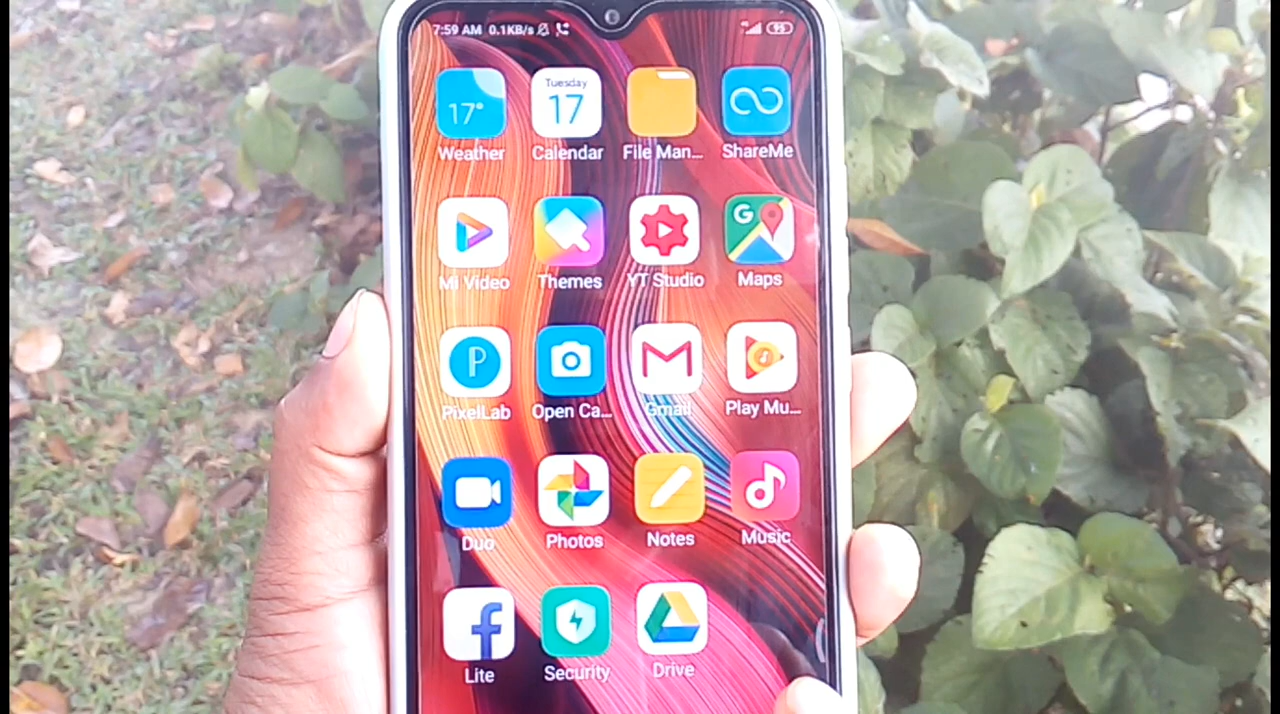 7:59 AM 0.1KB/s 95
17° Tuesday 17
Weather Calendar File Man... ShareMe
G
Mi Video Themes YT Studio Maps
P
PixelLab Open Ca... Gmail Play Mu...
Duo Photos Notes Music
f
Lite Security Drive